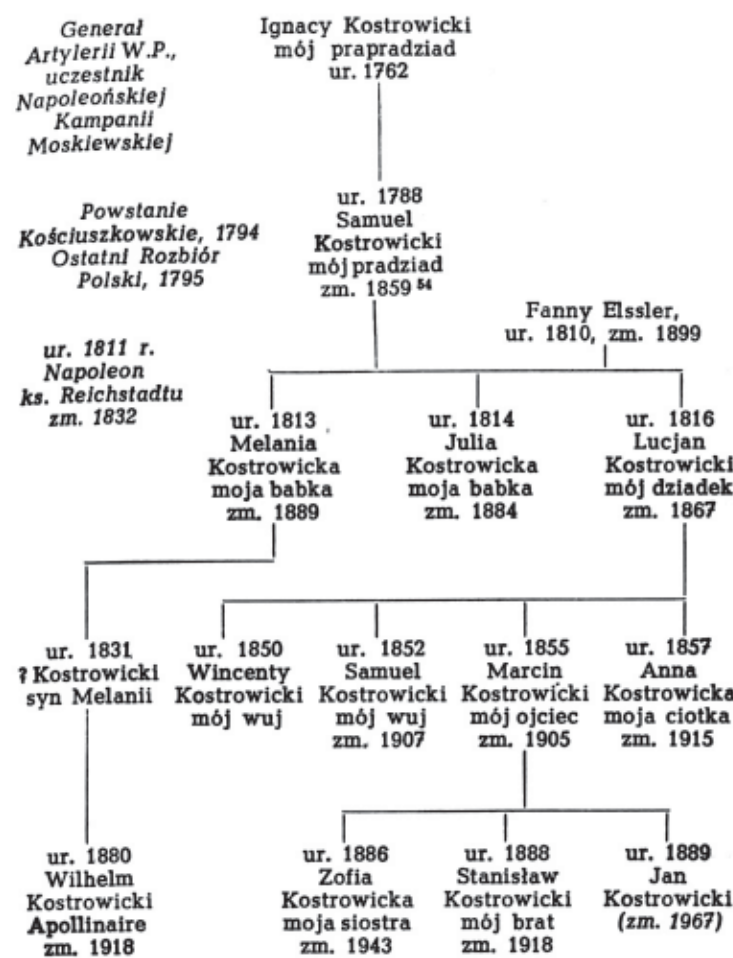 Generał
Artylerii W.P.,
uczestnik
Napoleońskiej
Kampanii
Moskiewskiej
Ignacy Kostrowicki
mój prapradziad
ur. 1762
Powstanie
Kościuszkowskie, 1794
Ostatni Rozbiór
Polski, 1795
ur. 1788
Samuel
Kostrowicki
mój pradziad
zm. 1859 54
Fanny Elssler,
ur. 1810, zm. 1899
ur. 1811 r.
Napoleon
ks. Reichstadtu
zm. 1832
ur. 1813
Melania
Kostrowicka
moja babka
zm. 1889
ur. 1814
Julia
Kostrowicka
moja babka
zm. 1884
ur. 1816
Lucjan
Kostrowicki
mój dziadek
zm. 1867
ur. 1831
? Kostrowicki
syn Melanii
ur. 1850
Wincenty
Kostrowicki
mój wuj
ur. 1852
Samuel
Kostrowicki
mój wuj
zm. 1907
ur. 1855
Marcin
Kostrowicki
mój ojciec
zm. 1905
ur. 1857
Anna
Kostrowicka
moja ciotka
zm. 1915
ur. 1880
Wilhelm
Kostrowicki
Apollinaire
zm. 1918
ur. 1886
Zofia
Kostrowicka
moja siostra
zm. 1943
ur. 1888
Stanisław
Kostrowicki
mój brat
zm. 1918
ur. 1889
Jan
Kostrowicki
(zm. 1967)